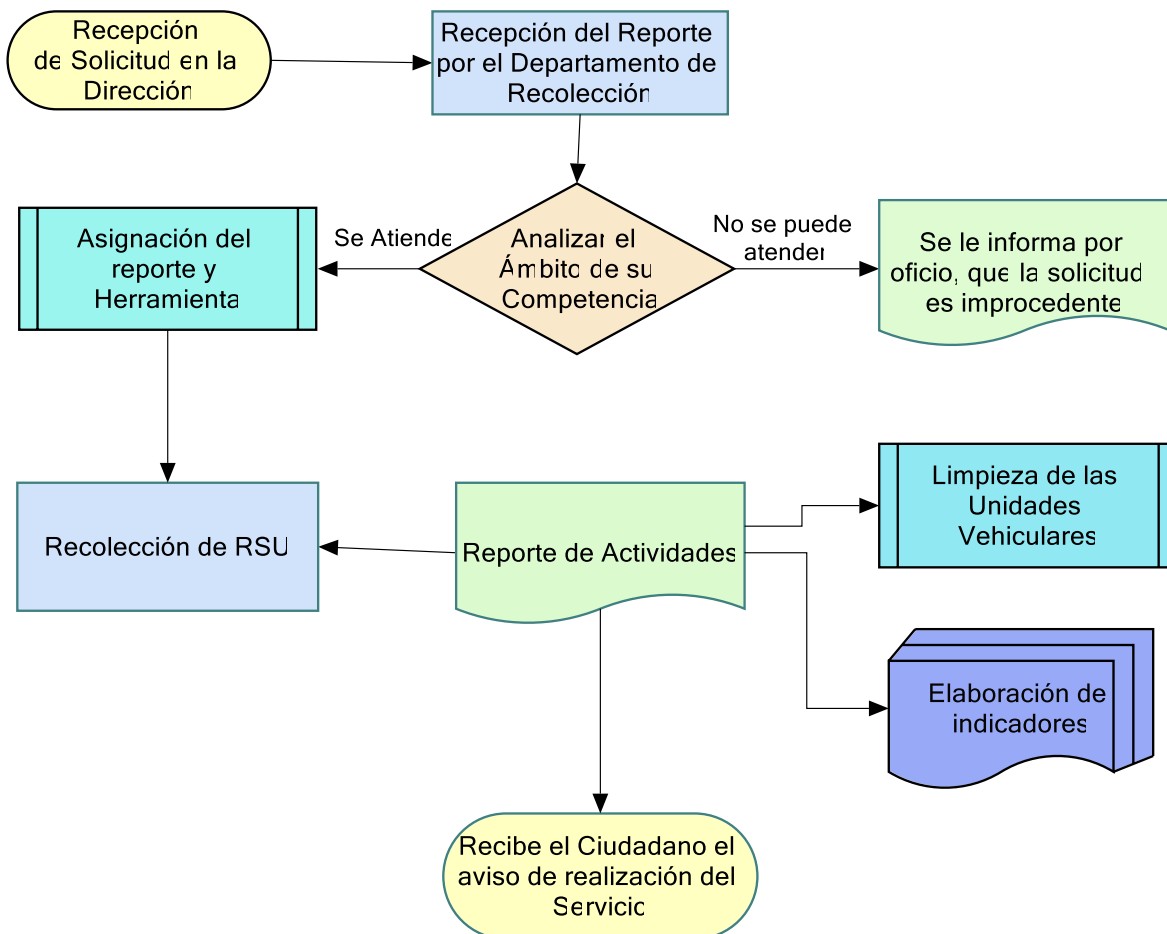 Recepción
de Solicitud en la
Dirección
Recepción del Reporte
por el Departamento de
Recolección
Asignación del
reporte y
Herramienta
Se Atiende
Analizar el
Ámbito de su
Competencia
No se puede
atender
Se le informa por
oficio, que la solicitud
es improcedente
Recolección de RSU
Reporte de Actividades
Limpieza de las
Unidades
Vehiculares
Elaboración de
indicadores
Recibe el Ciudadano el
aviso de realización del
Servicio